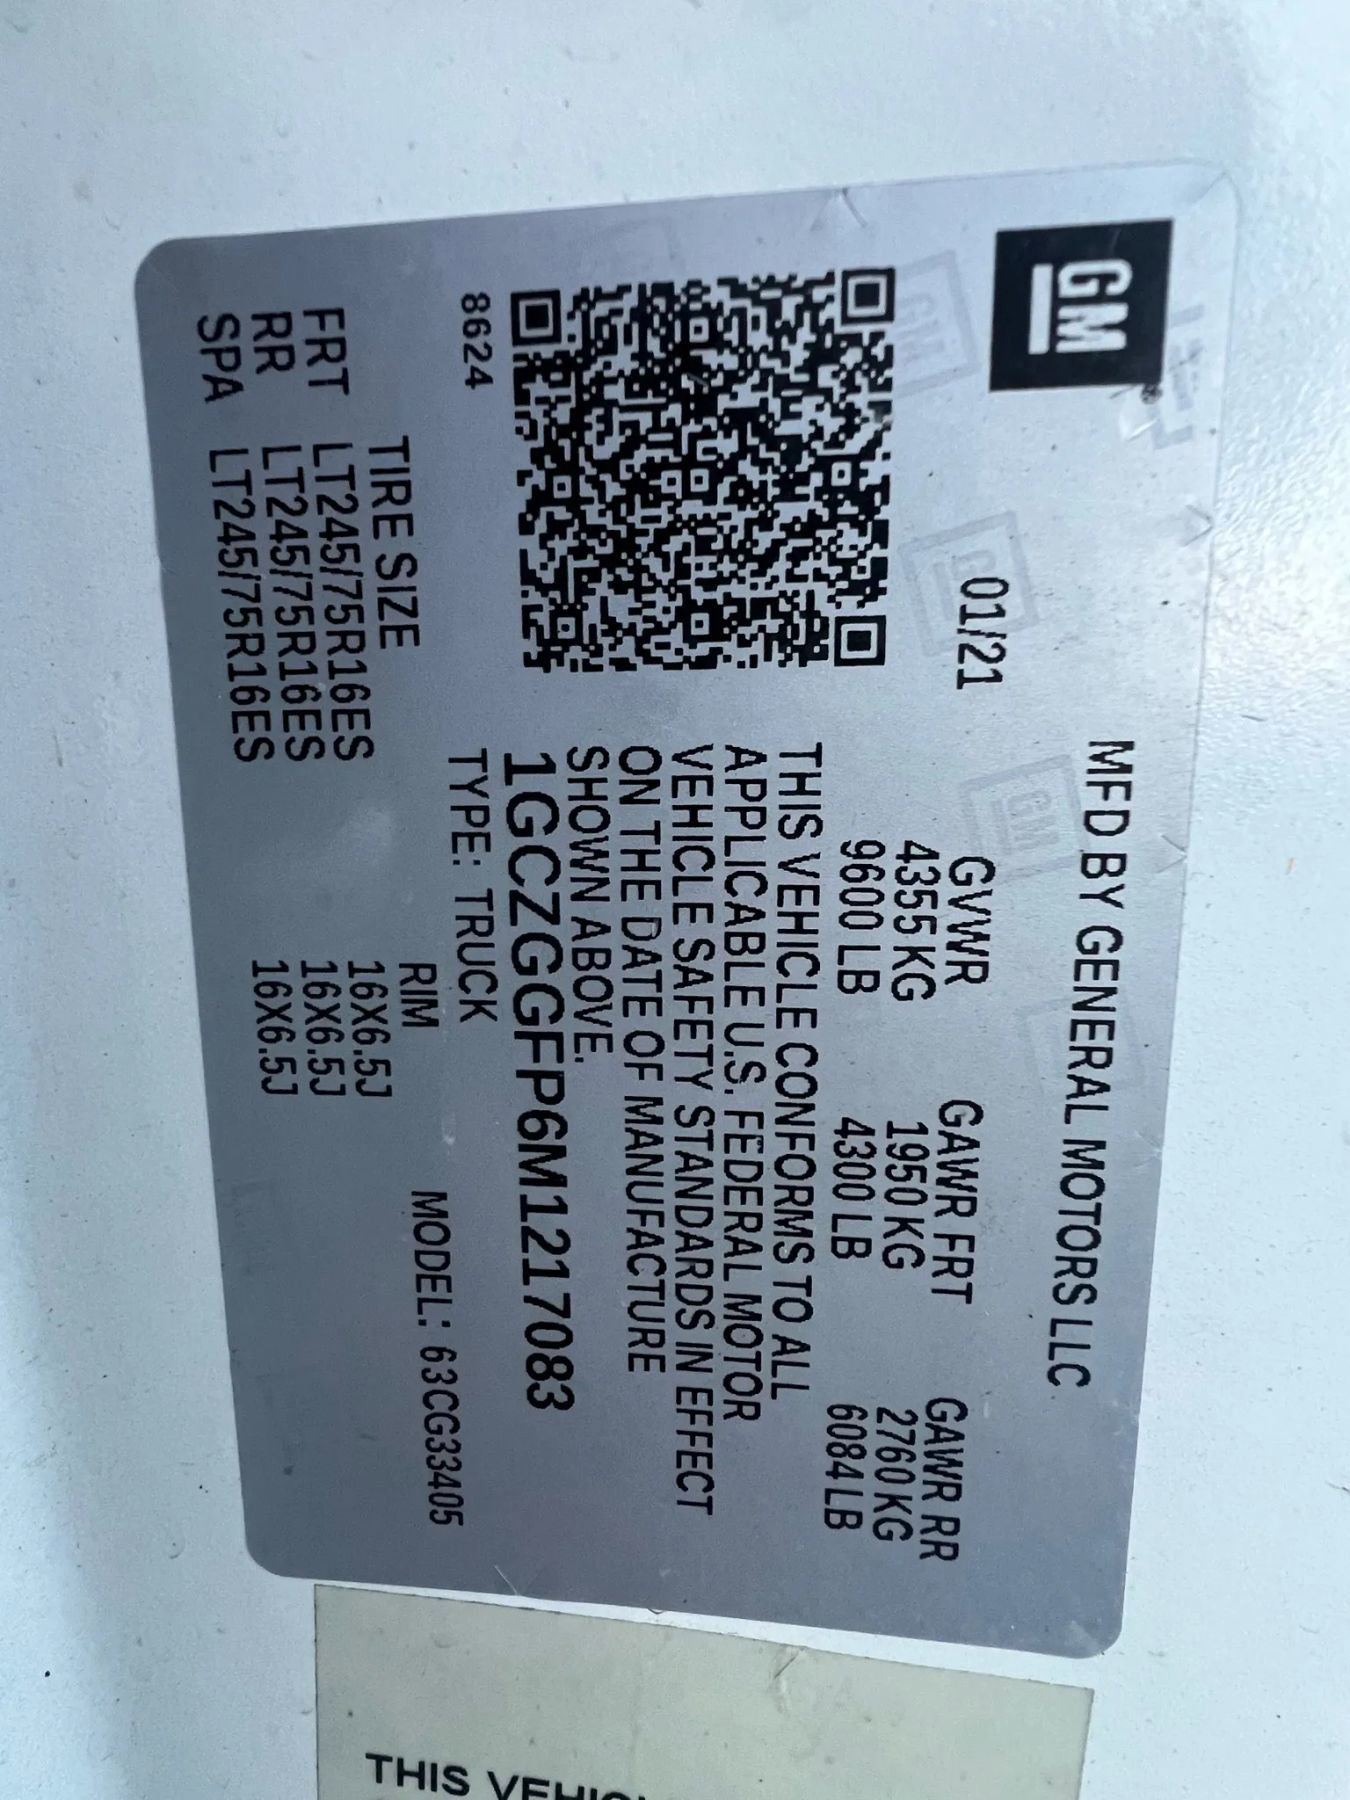 GM
MFD BY GENERAL MOTORS LLC
01/21 GVWR GAWR FRT GAWR RR
4355 KG 1950 KG 2760 KG
9600 LB 4300 LB 6084 LB
THIS VEHICLE CONFORMS TO ALL
APPLICABLE U.S. FEDERAL MOTOR
VEHICLE SAFETY STANDARDS IN EFFECT
ON THE DATE OF MANUFACTURE
SHOWN ABOVE.
1GCZGGFP6M1217083
8624 TYPE: TRUCK MODEL: 63CG33405
TIRE SIZE RIM
FRT LT245/75R16ES 16X6.5J
RR LT245/75R16ES 16X6.5J
SPA LT245/75R16ES 16X6.5J
THIS